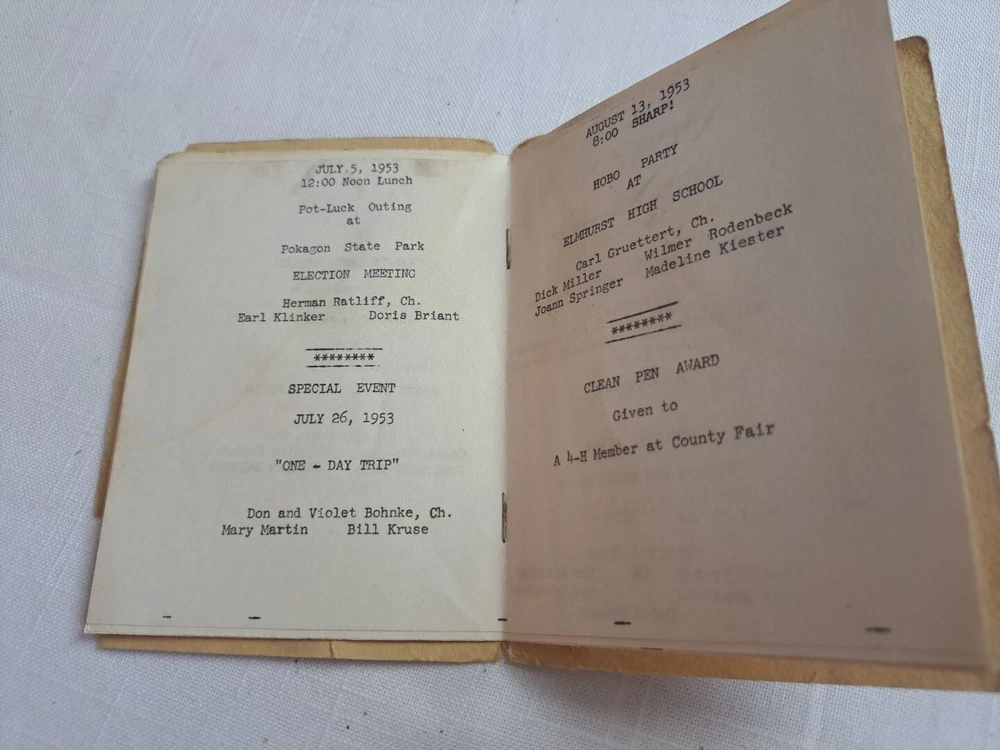 JULY 5, 1953
12:00 Noon Lunch
Pot-Luck Outing
at
Pokagon State Park
ELECTION MEETING
Herman Ratliff, Ch.
Earl Klinker Doris Briant
********
SPECIAL EVENT
JULY 26, 1953
"ONE - DAY TRIP"
Don and Violet Bohnke, Ch.
Mary Martin Bill Kruse
AUGUST 13, 1953
8:00 SHARP!
HOBO PARTY
AT
ELMHURST HIGH SCHOOL
Carl Gruettert, Ch.
Dick Miller Wilmer Rodenbeck
Joann Springer Madeline Kiester
********
CLEAN PEN AWARD
Given to
A 4-H Member at County Fair